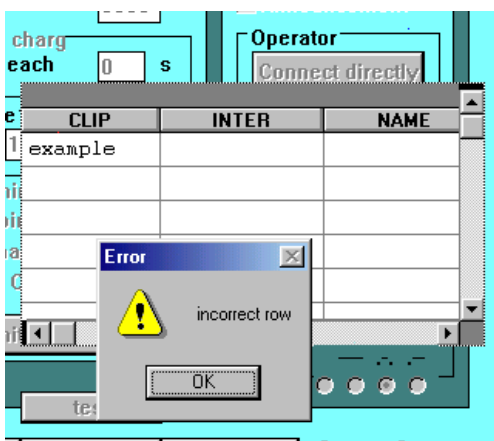 charg
each 0 s
Operator
Connect directly
CLIP INTER NAME
example
Error
incorrect row
OK